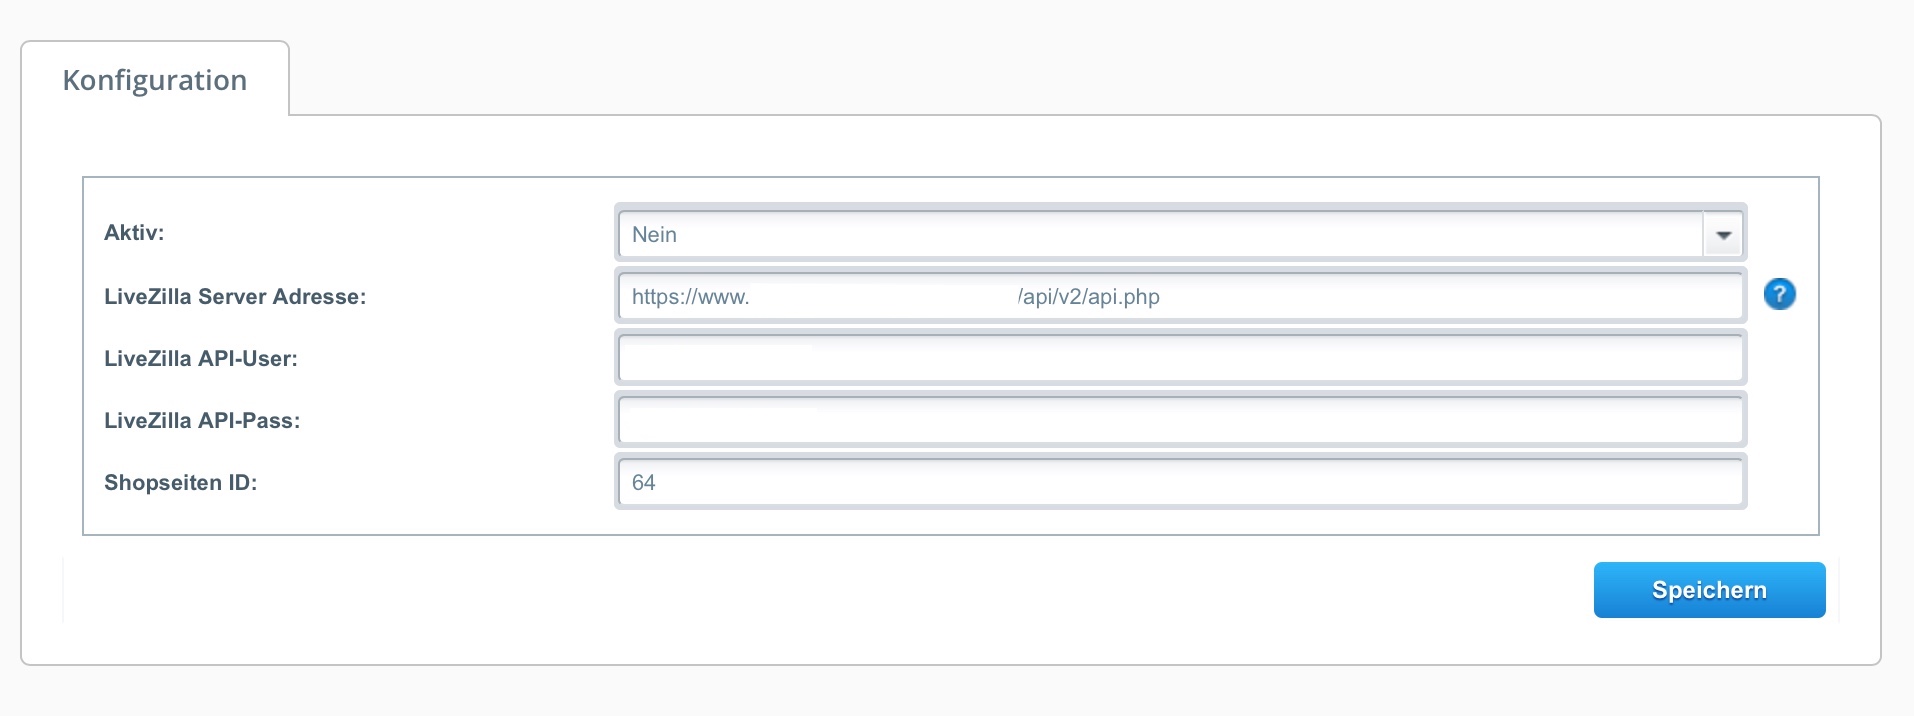 Konfiguration
Aktiv: Nein
LiveZilla Server Adresse: https://www. /api/v2/api.php ?
LiveZilla API-User:
LiveZilla API-Pass:
Shopseiten ID: 64
Speichern